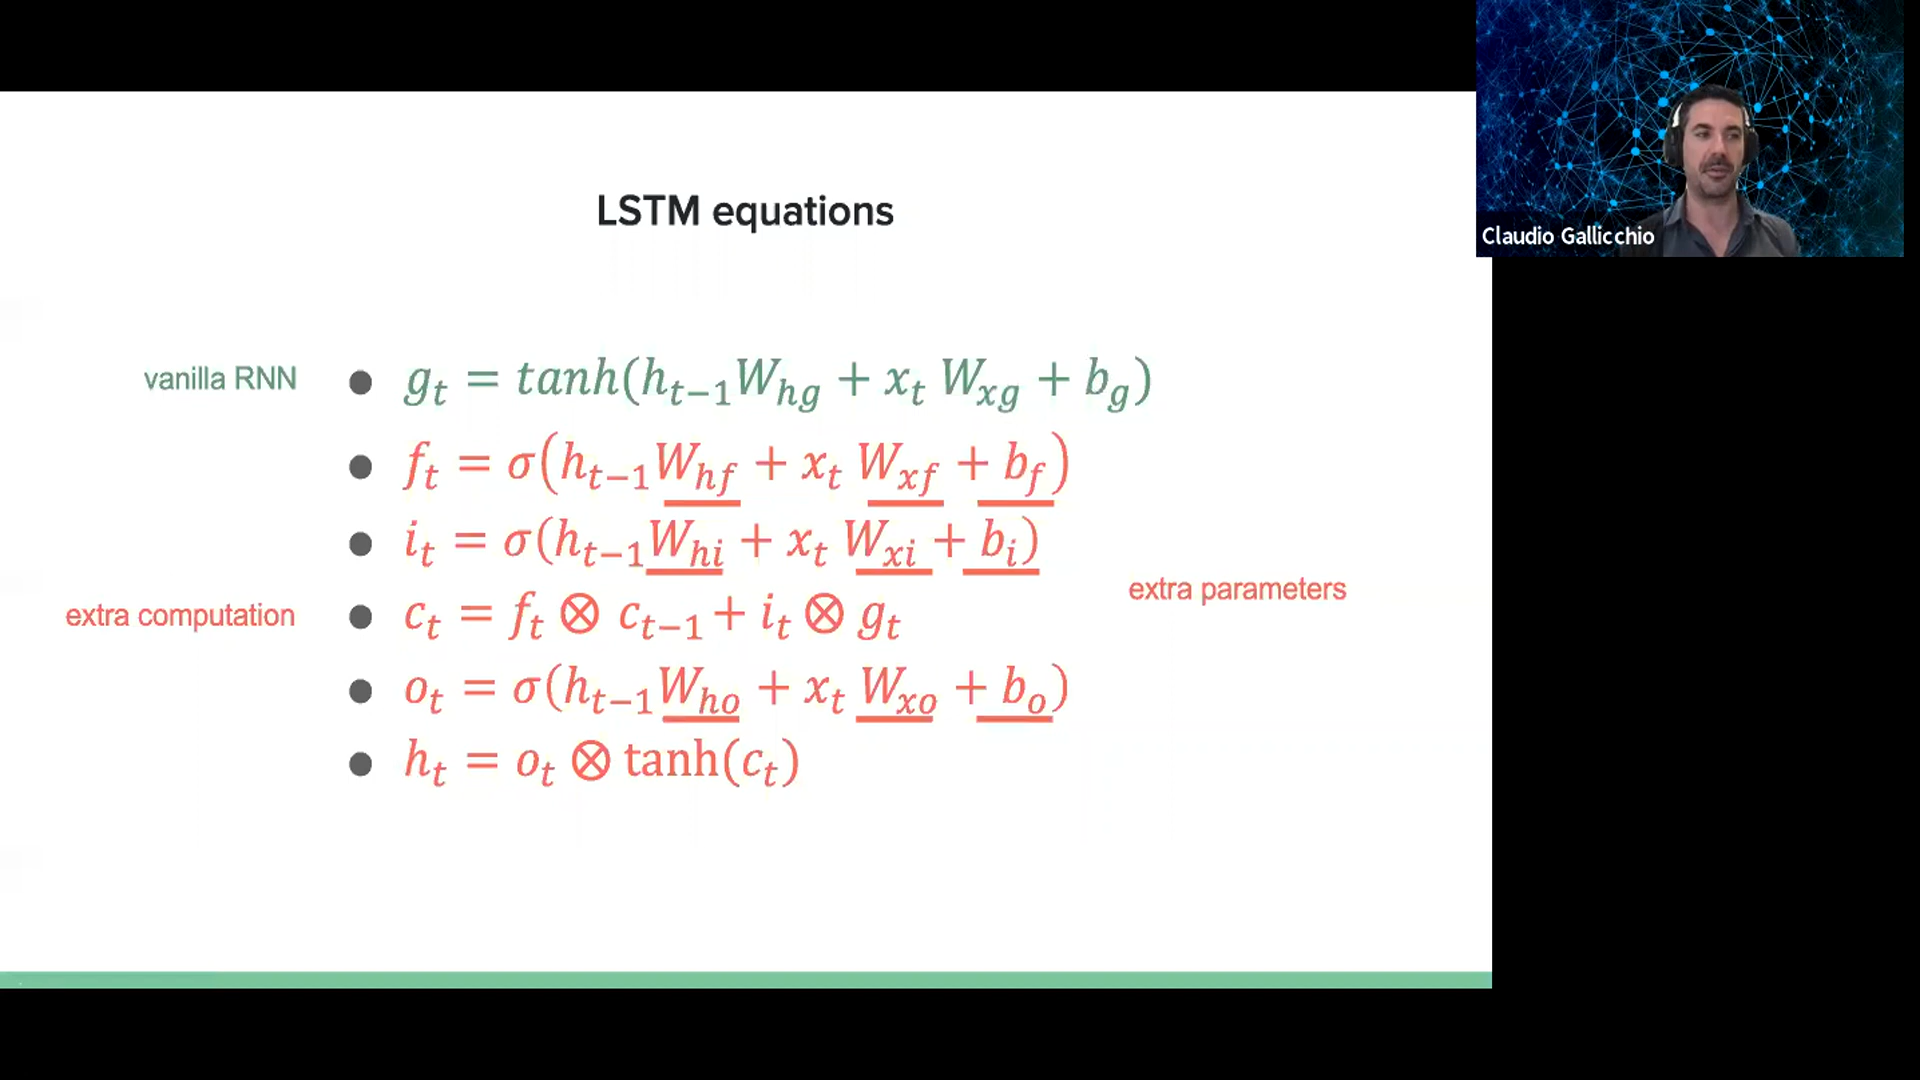 LSTM equations
Claudio Gallicchio
vanilla RNN
● g_t = tanh(h_{t−1}W_{hg} + x_t W_{xg} + b_g)
● f_t = σ(h_{t−1}W_{hf} + x_t W_{xf} + b_f)
● i_t = σ(h_{t−1}W_{hi} + x_t W_{xi} + b_i)
extra parameters
extra computation
● c_t = f_t ⊗ c_{t−1} + i_t ⊗ g_t
● o_t = σ(h_{t−1}W_{ho} + x_t W_{xo} + b_o)
● h_t = o_t ⊗ tanh(c_t)